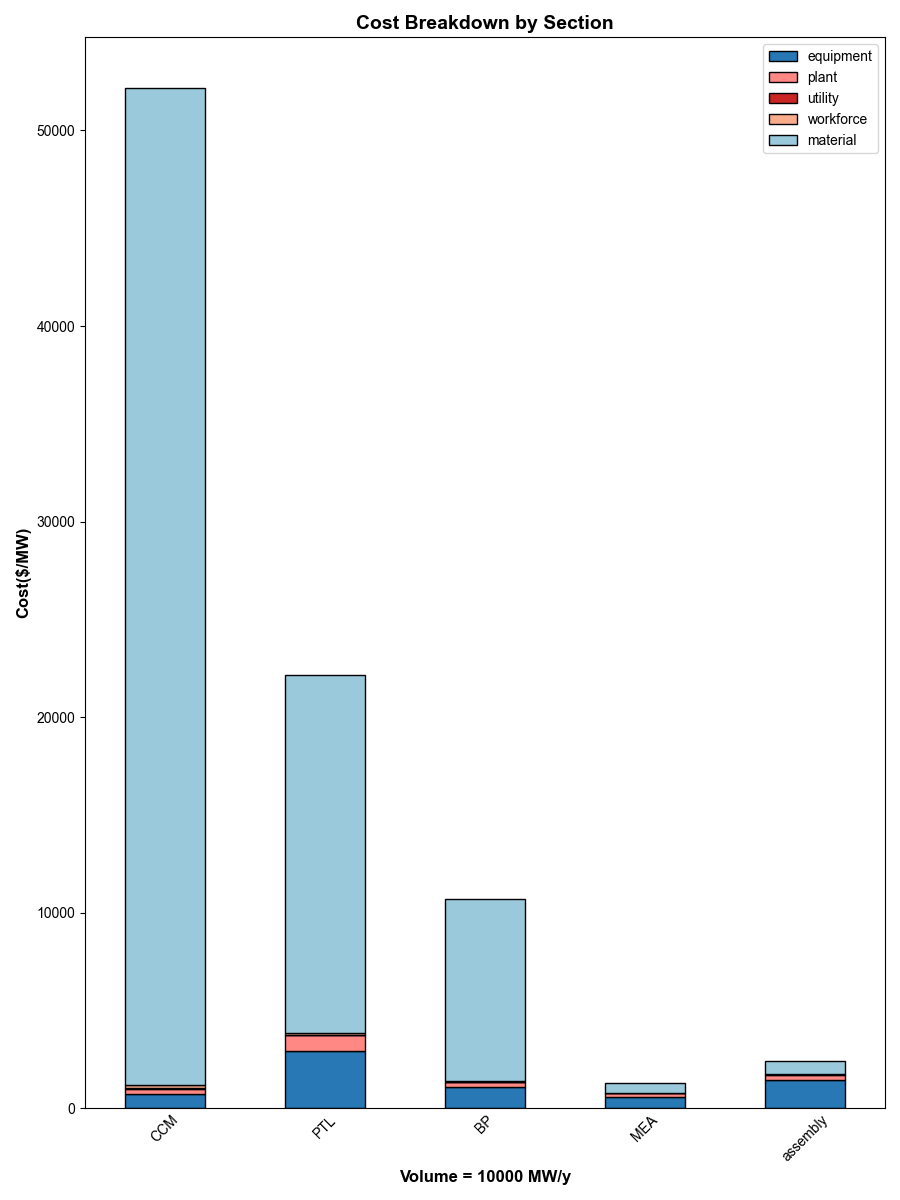 Cost Breakdown by Section
equipment
plant
utility
workforce
material
50000
40000
30000
20000
10000
0
Cost($/MW)
CCM
PTL
BP
MEA
assembly
Volume = 10000 MW/y